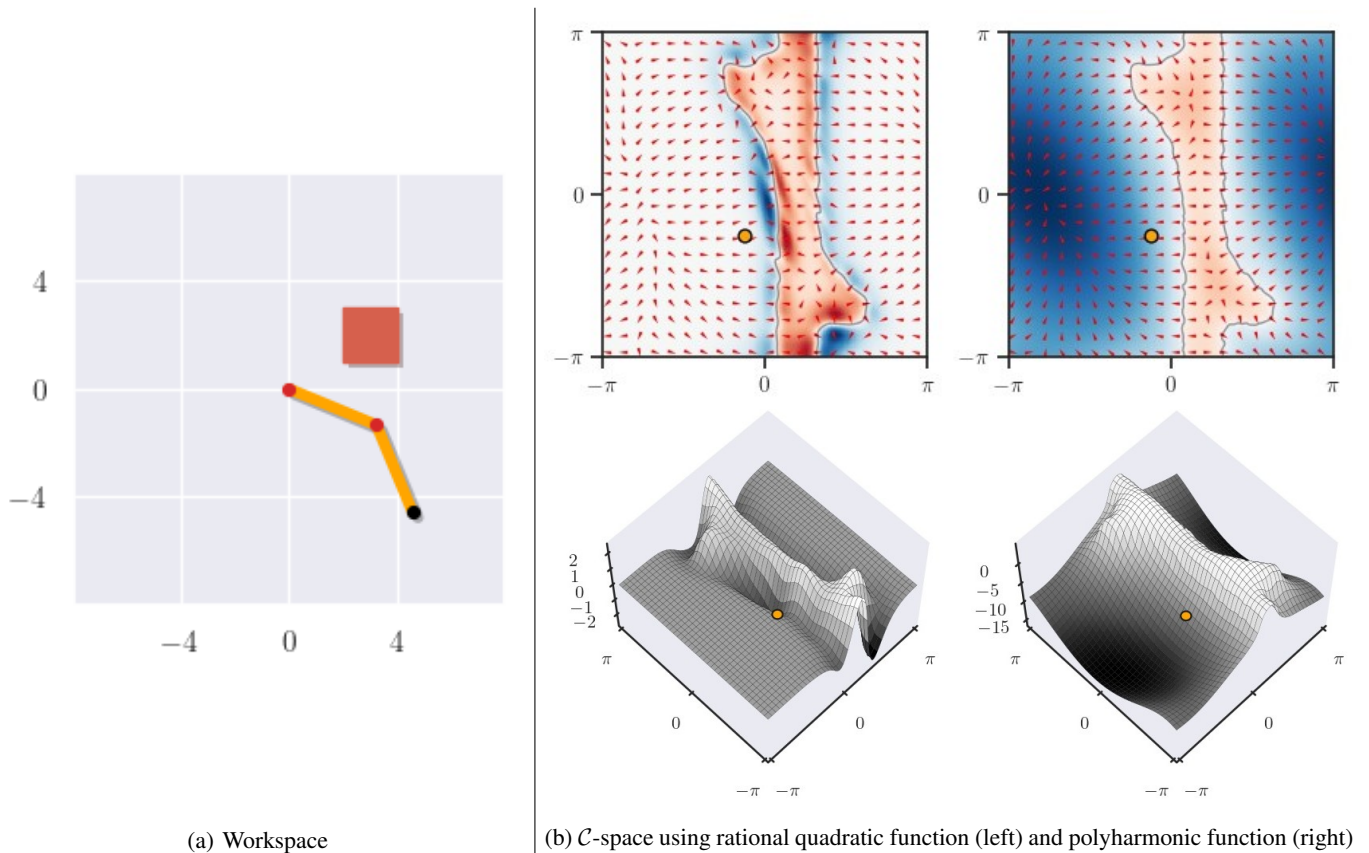 4
0
−4
−4
0
4
(a) Workspace
π
0
−π
−π
0
π
π
0
−π
−π
0
π
2
1
0
−1
−2
π
0
−π
−π
0
π
0
−5
−10
−15
π
0
−π
−π
0
π
(b) C-space using rational quadratic function (left) and polyharmonic function (right)